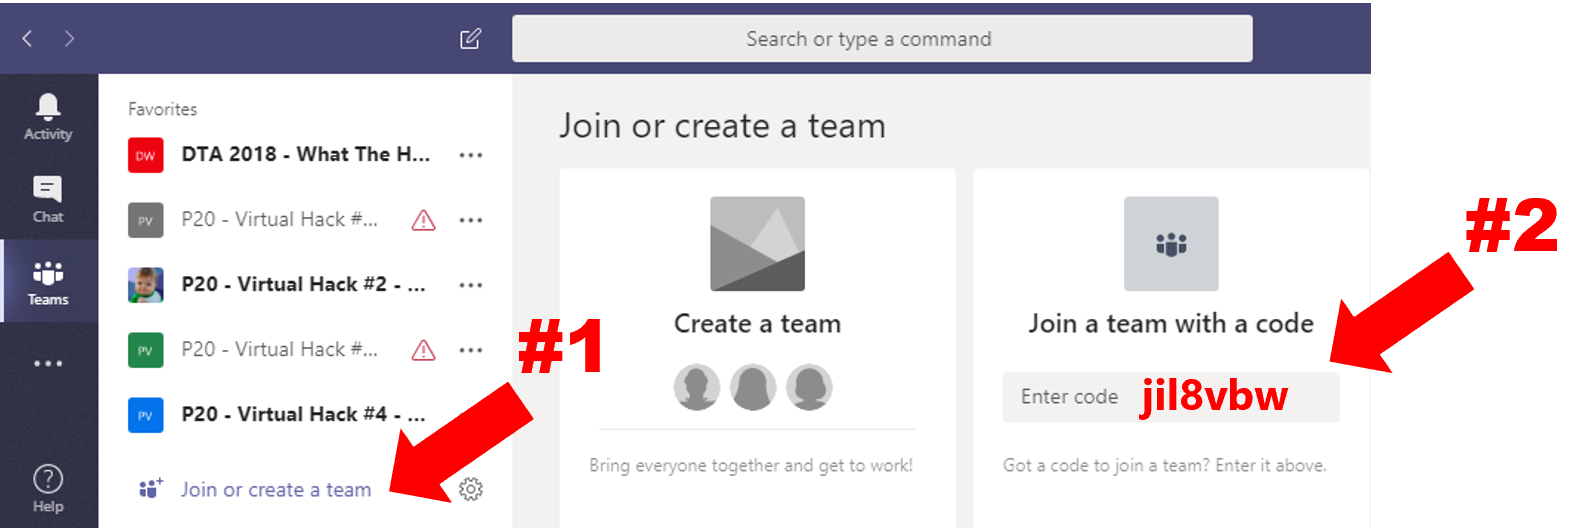 Search or type a command
Activity
Chat
Teams
Help
Favorites
DW DTA 2018 - What The H... •••
PV P20 - Virtual Hack #... •••
P20 - Virtual Hack #2 - ... •••
PV P20 - Virtual Hack #... •••
PV P20 - Virtual Hack #4 - ...
Join or create a team
#1
Join or create a team
Create a team
Bring everyone together and get to work!
Join a team with a code
Enter code jil8vbw
Got a code to join a team? Enter it above.
#2